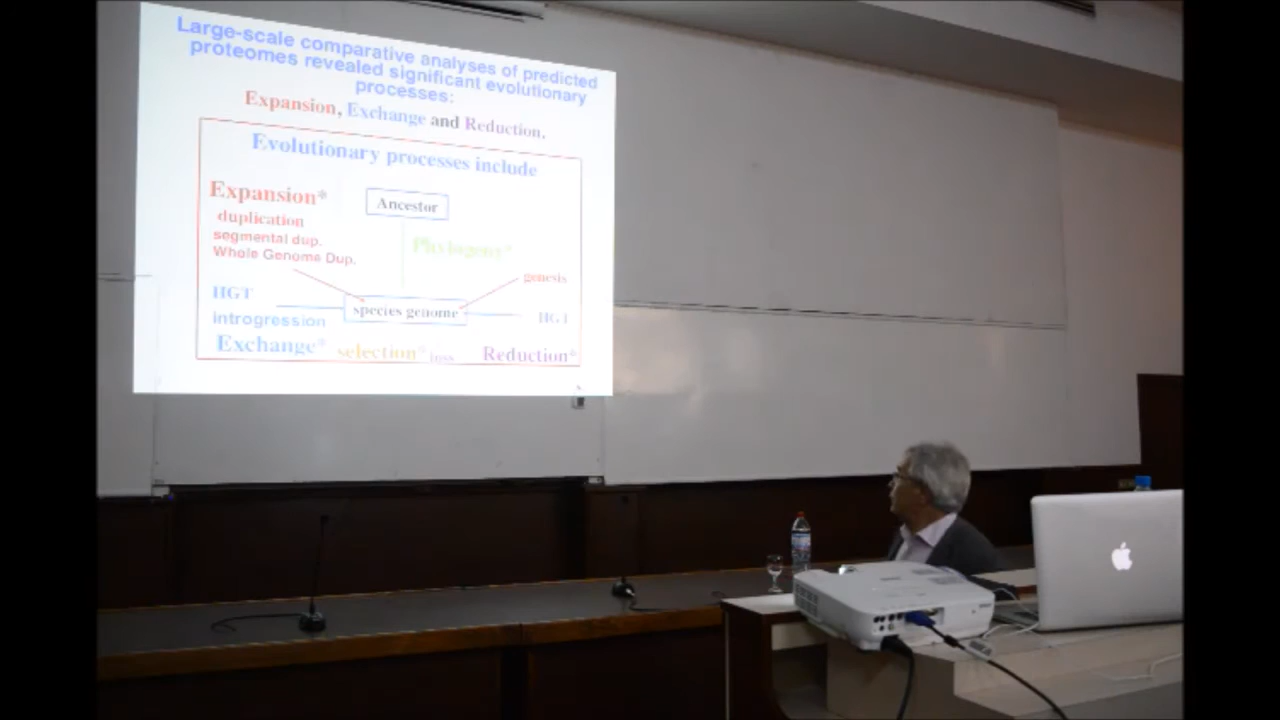 Large-scale comparative analyses of predicted
proteomes revealed significant evolutionary
processes:
Expansion, Exchange and Reduction.
Evolutionary processes include
Expansion*
Ancestor
duplication
segmental dup.
Whole Genome Dup.
Phylogeny*
genesis
HGT
species genome
HGT
introgression
Exchange*
selection*
loss
Reduction*